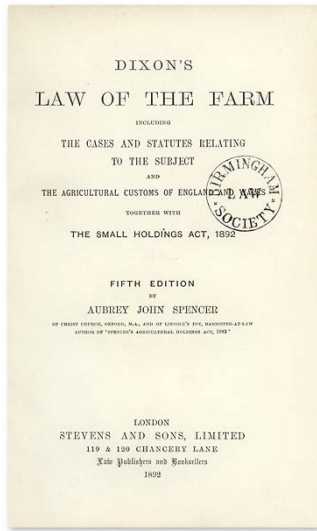 DIXON'S
LAW OF THE FARM
INCLUDING
THE CASES AND STATUTES RELATING
TO THE SUBJECT
AND
THE AGRICULTURAL CUSTOMS OF ENGLAND AND WALES
TOGETHER WITH
THE SMALL HOLDINGS ACT, 1892
BIRMINGHAM
LAW
SOCIETY
FIFTH EDITION
BY
AUBREY JOHN SPENCER
OF CHRIST CHURCH, OXFORD, M.A., AND OF LINCOLN'S INN, BARRISTER-AT-LAW
AUTHOR OF 'SPENCER'S AGRICULTURAL HOLDINGS ACT, 1882'
LONDON
STEVENS AND SONS, LIMITED
119 & 120 CHANCERY LANE
Law Publishers and Booksellers
1892